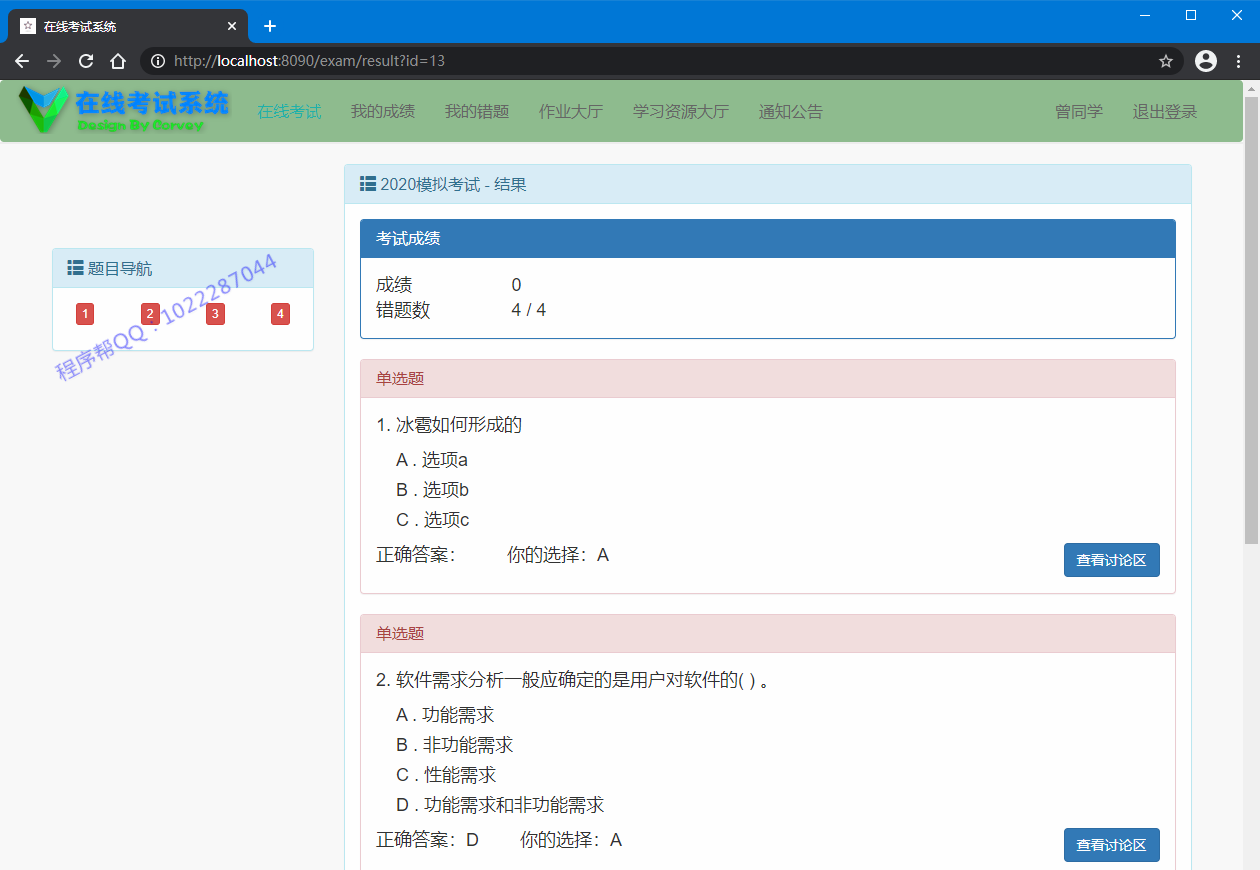 在线考试系统
http://localhost:8090/exam/result?id=13
在线考试系统
Design By Convey
在线考试 我的成绩 我的错题 作业大厅 学习资源大厅 通知公告 曾同学 退出登录
题目导航
1 2 3 4
程序帮QQ：1022287044
2020模拟考试 - 结果
考试成绩
成绩 0
错题数 4 / 4
单选题
1. 冰雹如何形成的
A . 选项a
B . 选项b
C . 选项c
正确答案： 你的选择：A
查看讨论区
单选题
2. 软件需求分析一般应确定的是用户对软件的( ) 。
A . 功能需求
B . 非功能需求
C . 性能需求
D . 功能需求和非功能需求
正确答案：D 你的选择：A
查看讨论区